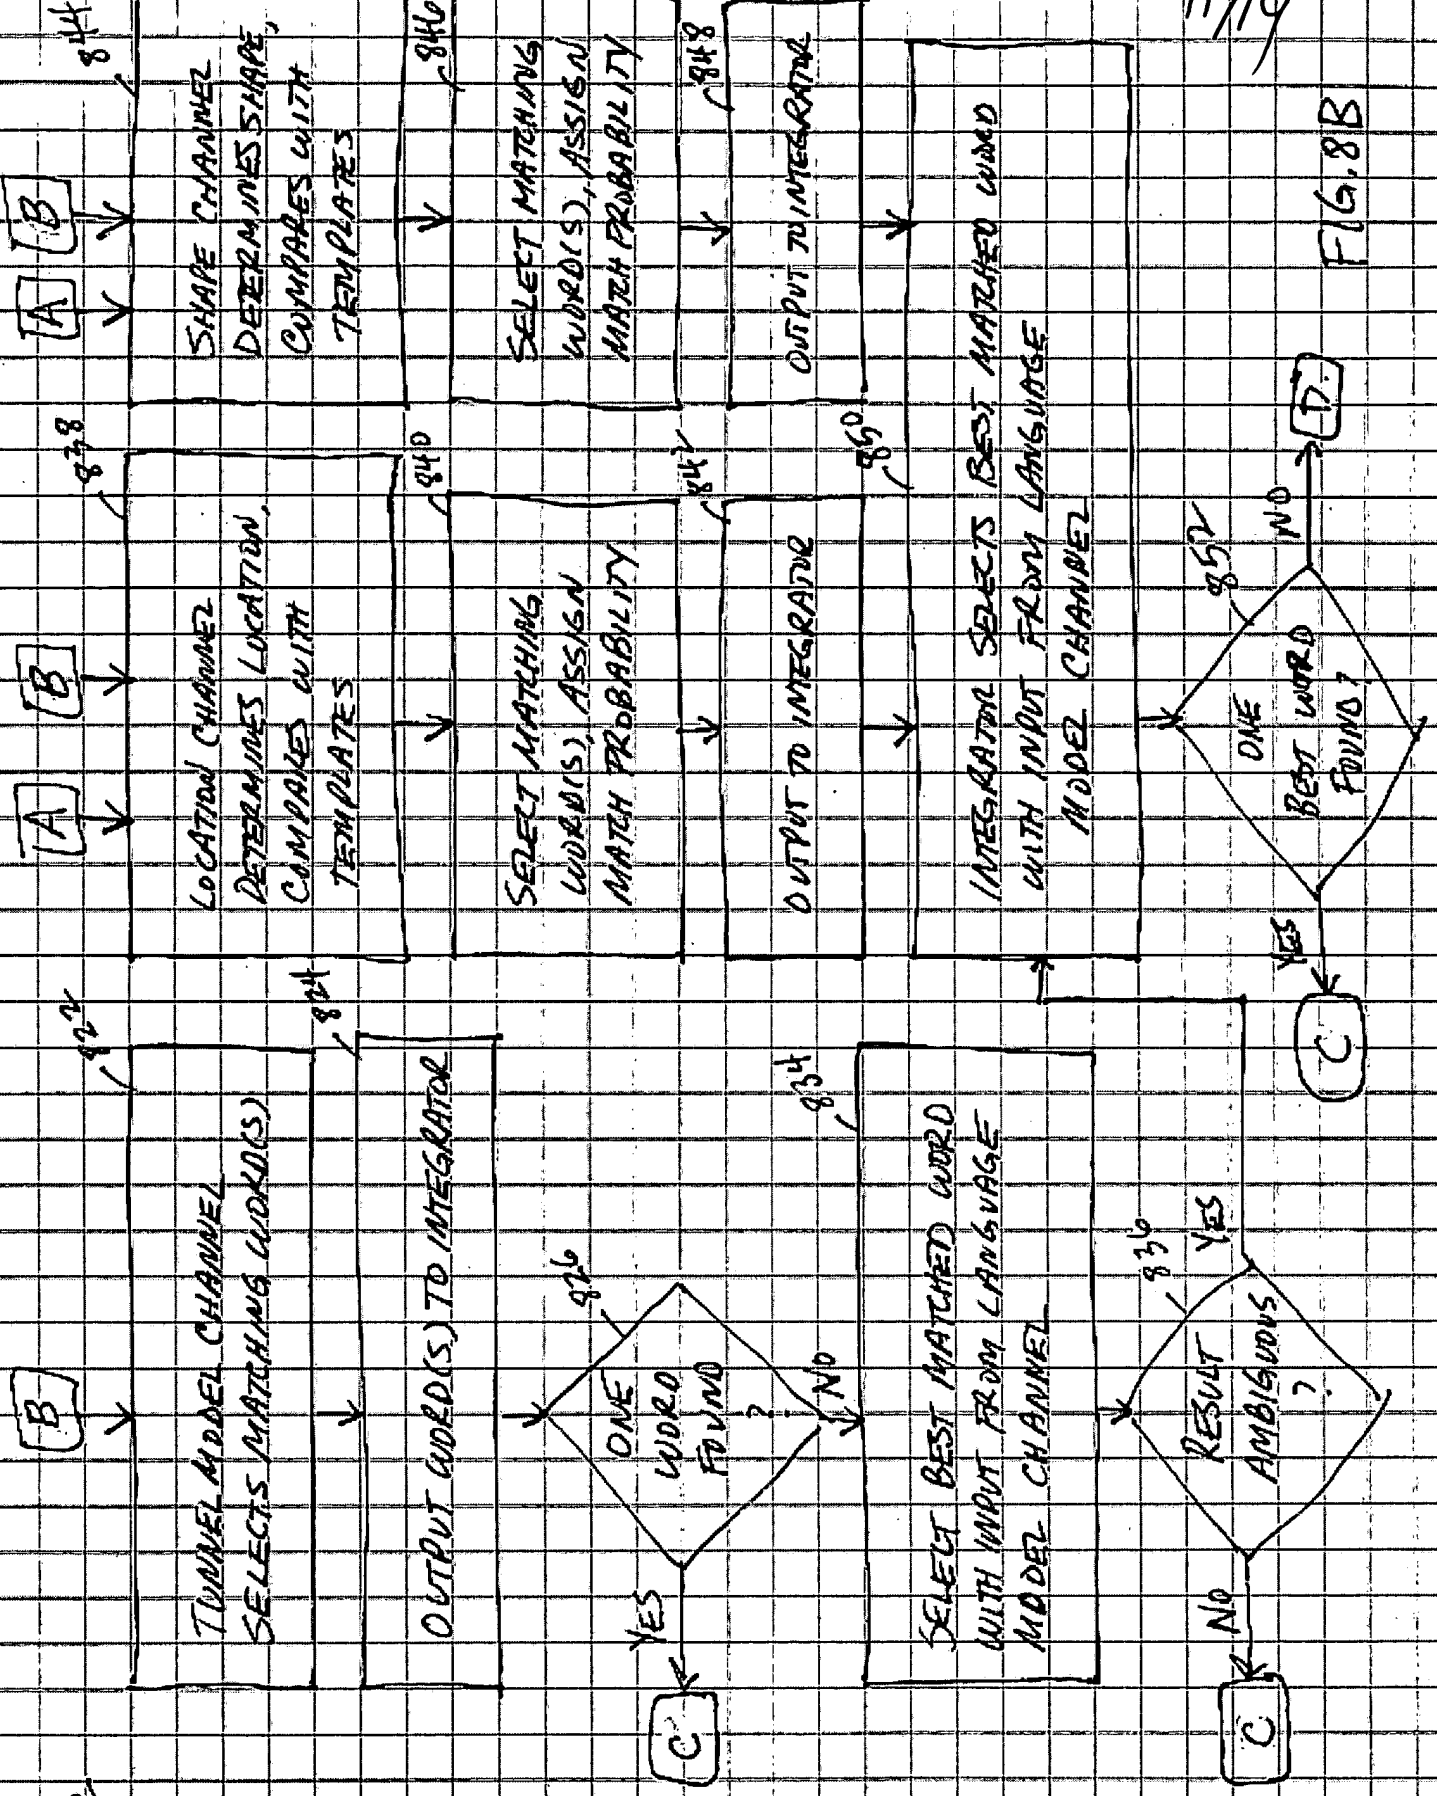 B
822
TUNNEL MODEL CHANNEL
SELECTS MATCHING WORD(S)
824
OUTPUT WORD(S) TO INTEGRATOR
826
ONE
WORD
FOUND
?
YES
C
NO
834
SELECT BEST MATCHED WORD
WITH INPUT FROM LANGUAGE
MODEL CHANNEL
836
RESULT
AMBIGUOUS
?
NO
C
YES
A
B
838
LOCATION CHANNEL
DETERMINES LOCATION,
COMPARES WITH
TEMPLATES
840
SELECT MATCHING
WORD(S), ASSIGN
MATCH PROBABILITY
842
OUTPUT TO INTEGRATOR
A
B
844
SHAPE CHANNEL
DETERMINES SHAPE,
COMPARES WITH
TEMPLATES
846
SELECT MATCHING
WORD(S), ASSIGN
MATCH PROBABILITY
848
OUTPUT TO INTEGRATOR
850
INTEGRATOR SELECTS BEST MATCHED WORD
WITH INPUT FROM LANGUAGE
MODEL CHANNEL
852
ONE
BEST WORD
FOUND?
YES
C
NO
D
FIG. 8B
11/14